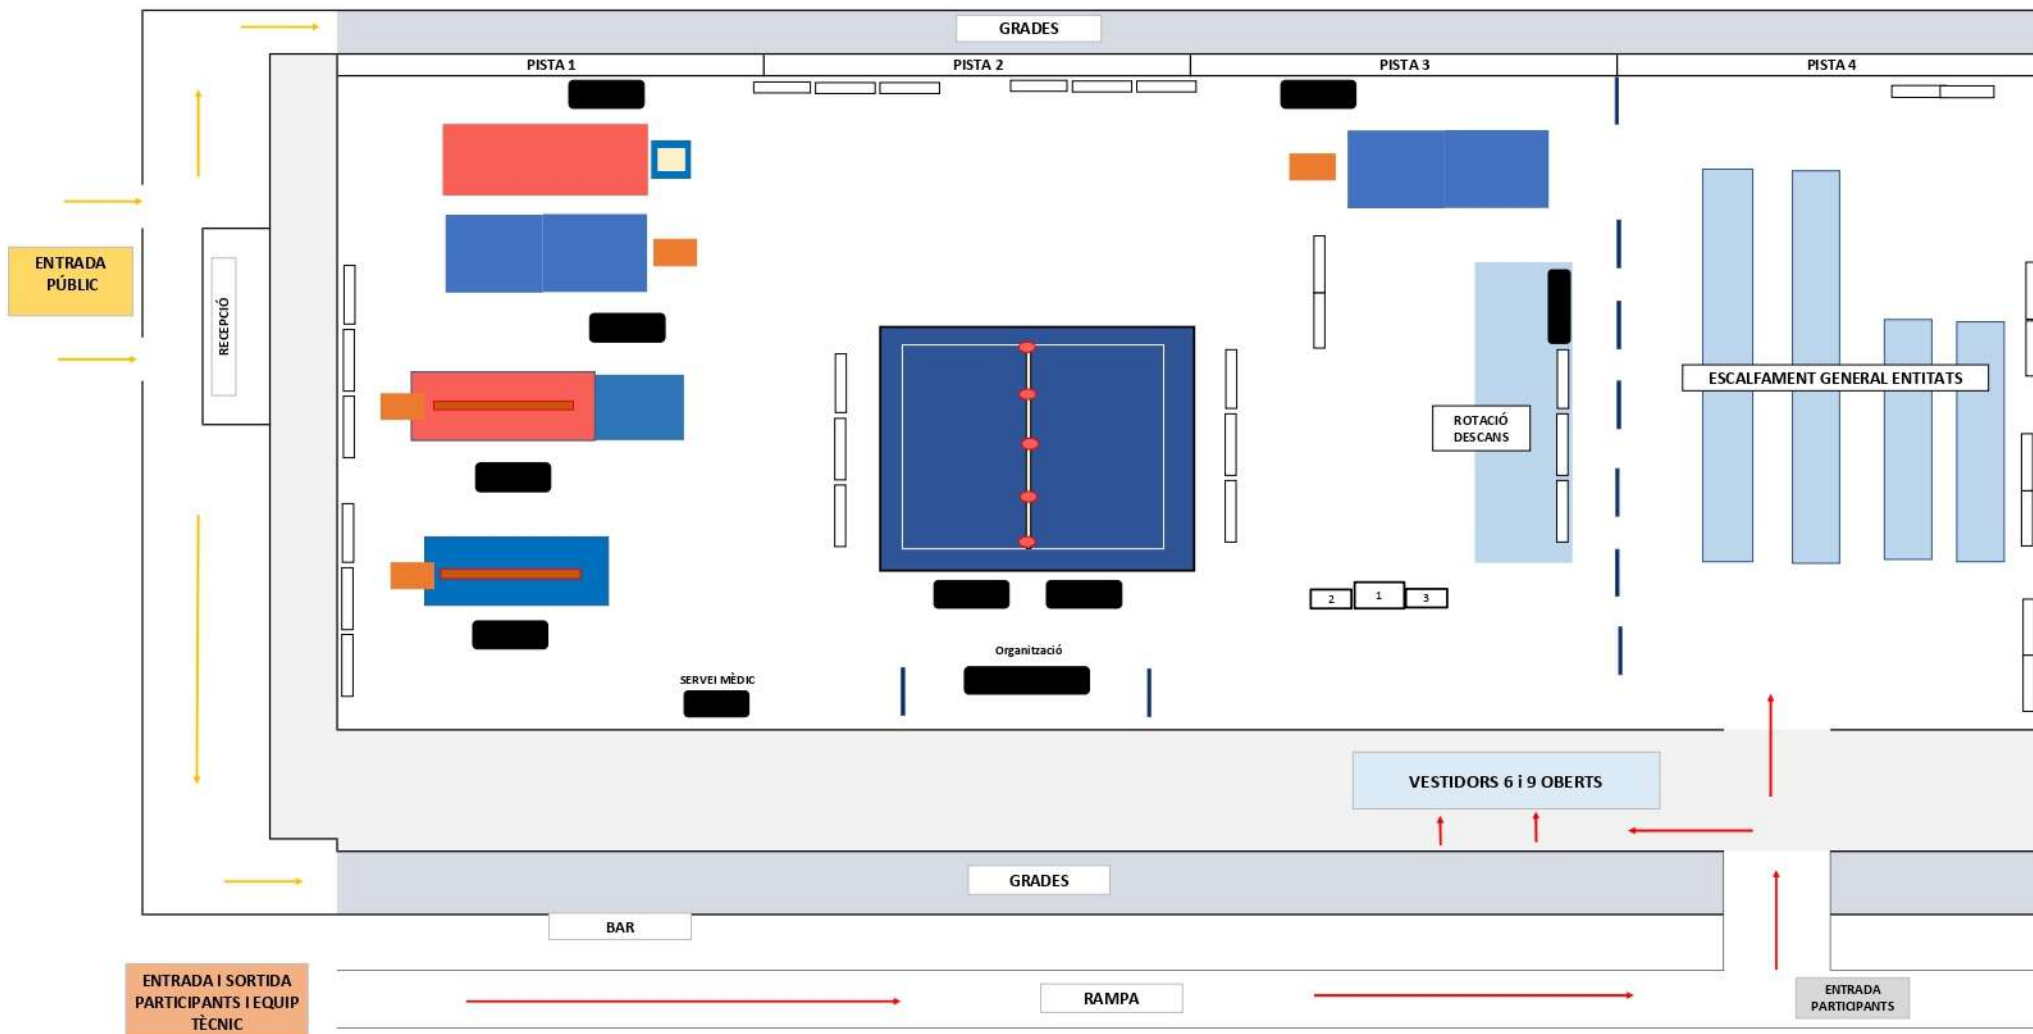 GRADES
PISTA 1
PISTA 2
PISTA 3
PISTA 4
ENTRADA
PÚBLIC
RECEPCIÓ
ESCALFAMENT GENERAL ENTITATS
ROTACIÓ
DESCANS
2
1
3
Organització
SERVEI MÈDIC
VESTIDORS 6 i 9 OBERTS
GRADES
BAR
ENTRADA I SORTIDA
PARTICIPANTS I EQUIP
TÈCNIC
RAMPA
ENTRADA
PARTICIPANTS